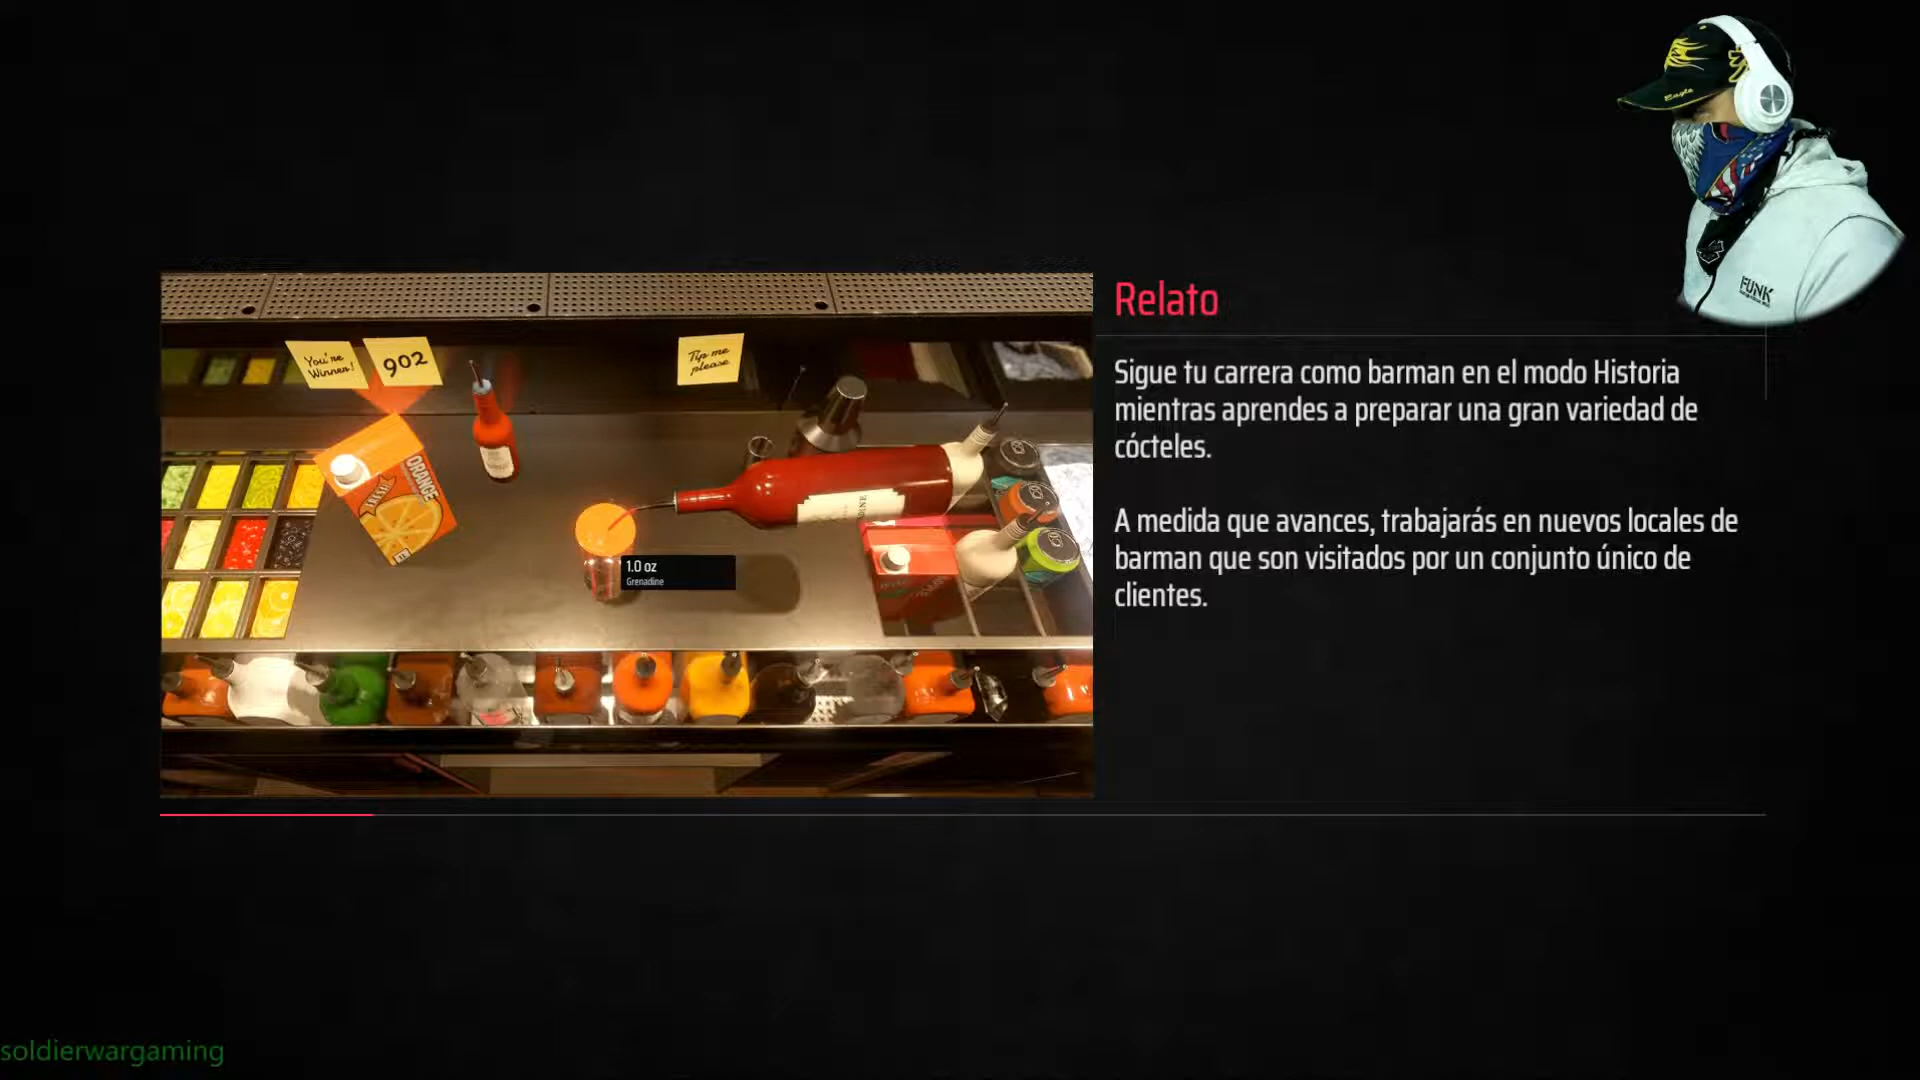 Eagle
FUNK
Relato
Sigue tu carrera como barman en el modo Historia
mientras aprendes a preparar una gran variedad de
cócteles.
A medida que avances, trabajarás en nuevos locales de
barman que son visitados por un conjunto único de
clientes.
You're
Winner!
902
Tip me
please
FRESH
ORANGE
1.0 oz
Grenadine
soldierwargaming